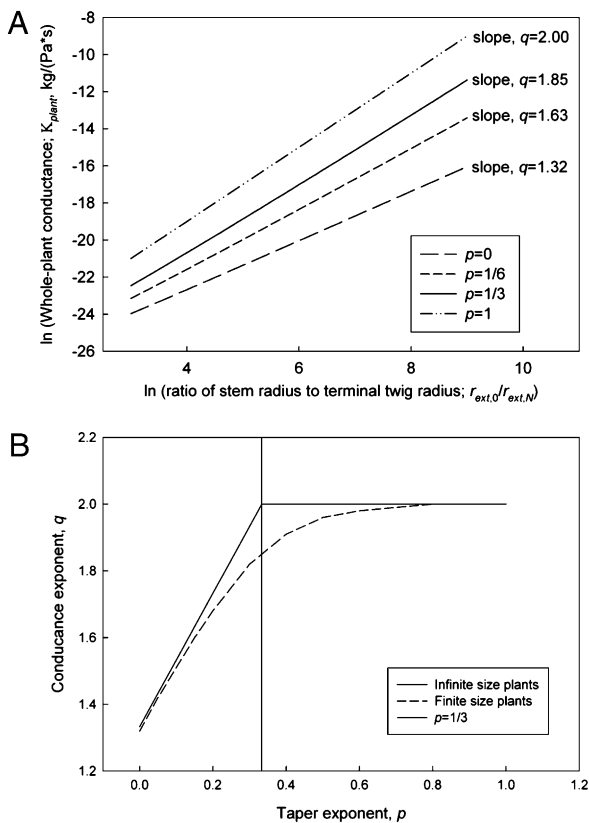 A
ln (Whole-plant conductance; Kplant, kg/(Pa*s)
-8
-10
-12
-14
-16
-18
-20
-22
-24
-26
slope, q=2.00
slope, q=1.85
slope, q=1.63
slope, q=1.32
p=0
p=1/6
p=1/3
p=1
4
6
8
10
ln (ratio of stem radius to terminal twig radius; rext,0/rext,N)
B
Conducance exponent, q
2.2
2.0
1.8
1.6
1.4
1.2
Infinite size plants
Finite size plants
p=1/3
0.0
0.2
0.4
0.6
0.8
1.0
1.2
Taper exponent, p